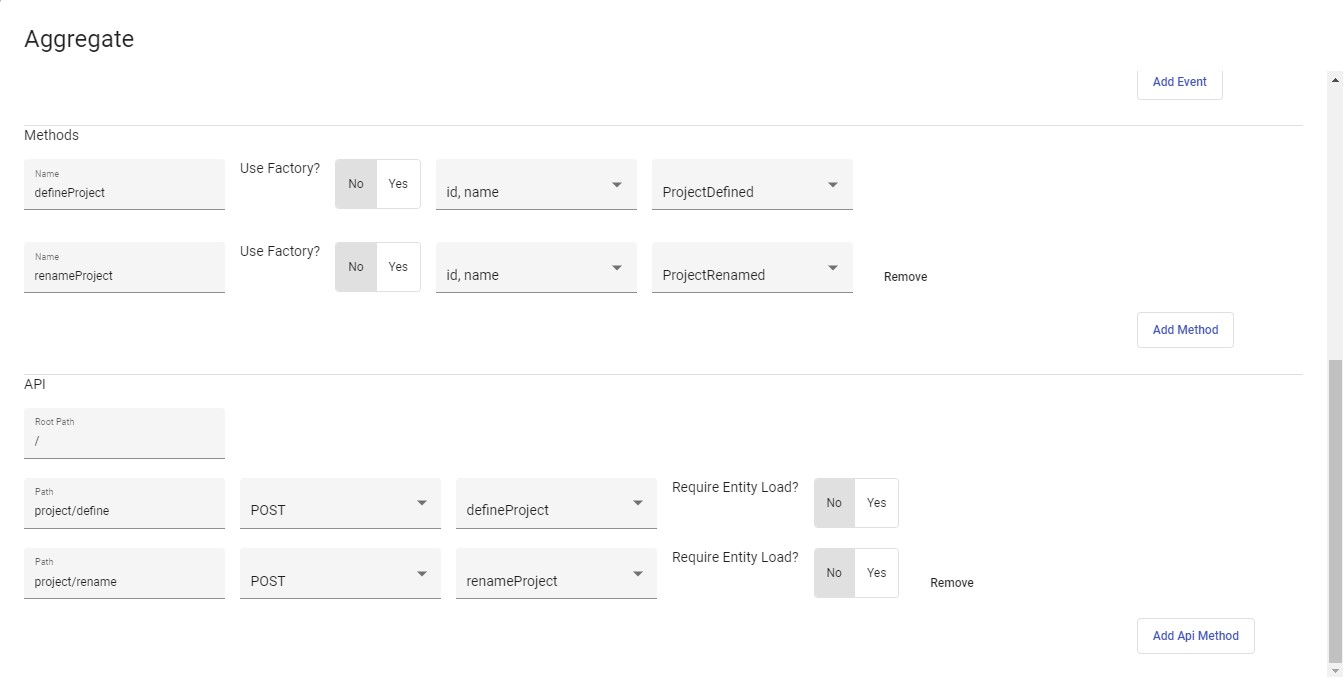 Aggregate
Add Event
Methods
Name
defineProject
Use Factory?
No Yes
id, name
ProjectDefined
Name
renameProject
Use Factory?
No Yes
id, name
ProjectRenamed
Remove
Add Method
API
Root Path
/
Path
project/define
POST
defineProject
Require Entity Load?
No Yes
Path
project/rename
POST
renameProject
Require Entity Load?
No Yes
Remove
Add Api Method